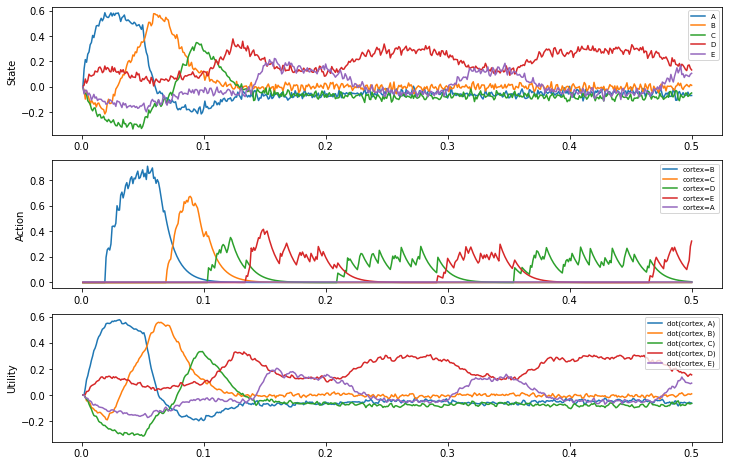 0.6
0.4
0.2
0.0
−0.2
State
A
B
C
D
E
0.0 0.1 0.2 0.3 0.4 0.5
0.8
0.6
0.4
0.2
0.0
Action
cortex=B
cortex=C
cortex=D
cortex=E
cortex=A
0.0 0.1 0.2 0.3 0.4 0.5
0.6
0.4
0.2
0.0
−0.2
Utility
dot(cortex, A)
dot(cortex, B)
dot(cortex, C)
dot(cortex, D)
dot(cortex, E)
0.0 0.1 0.2 0.3 0.4 0.5